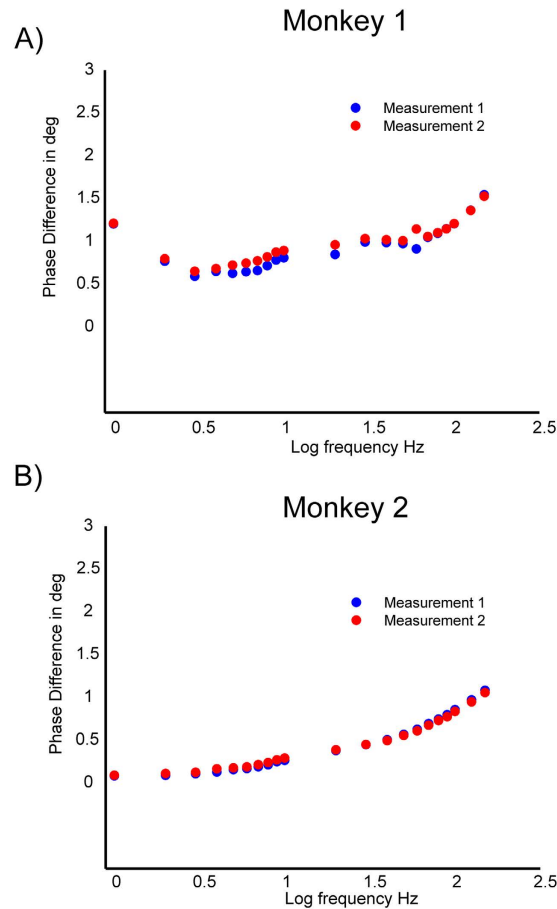 Monkey 1
A)
Phase Difference in deg
3
2.5
2
1.5
1
0.5
0
Measurement 1
Measurement 2
0 0.5 1 1.5 2 2.5
Log frequency Hz
B)
Monkey 2
Phase Difference in deg
3
2.5
2
1.5
1
0.5
0
Measurement 1
Measurement 2
0 0.5 1 1.5 2 2.5
Log frequency Hz